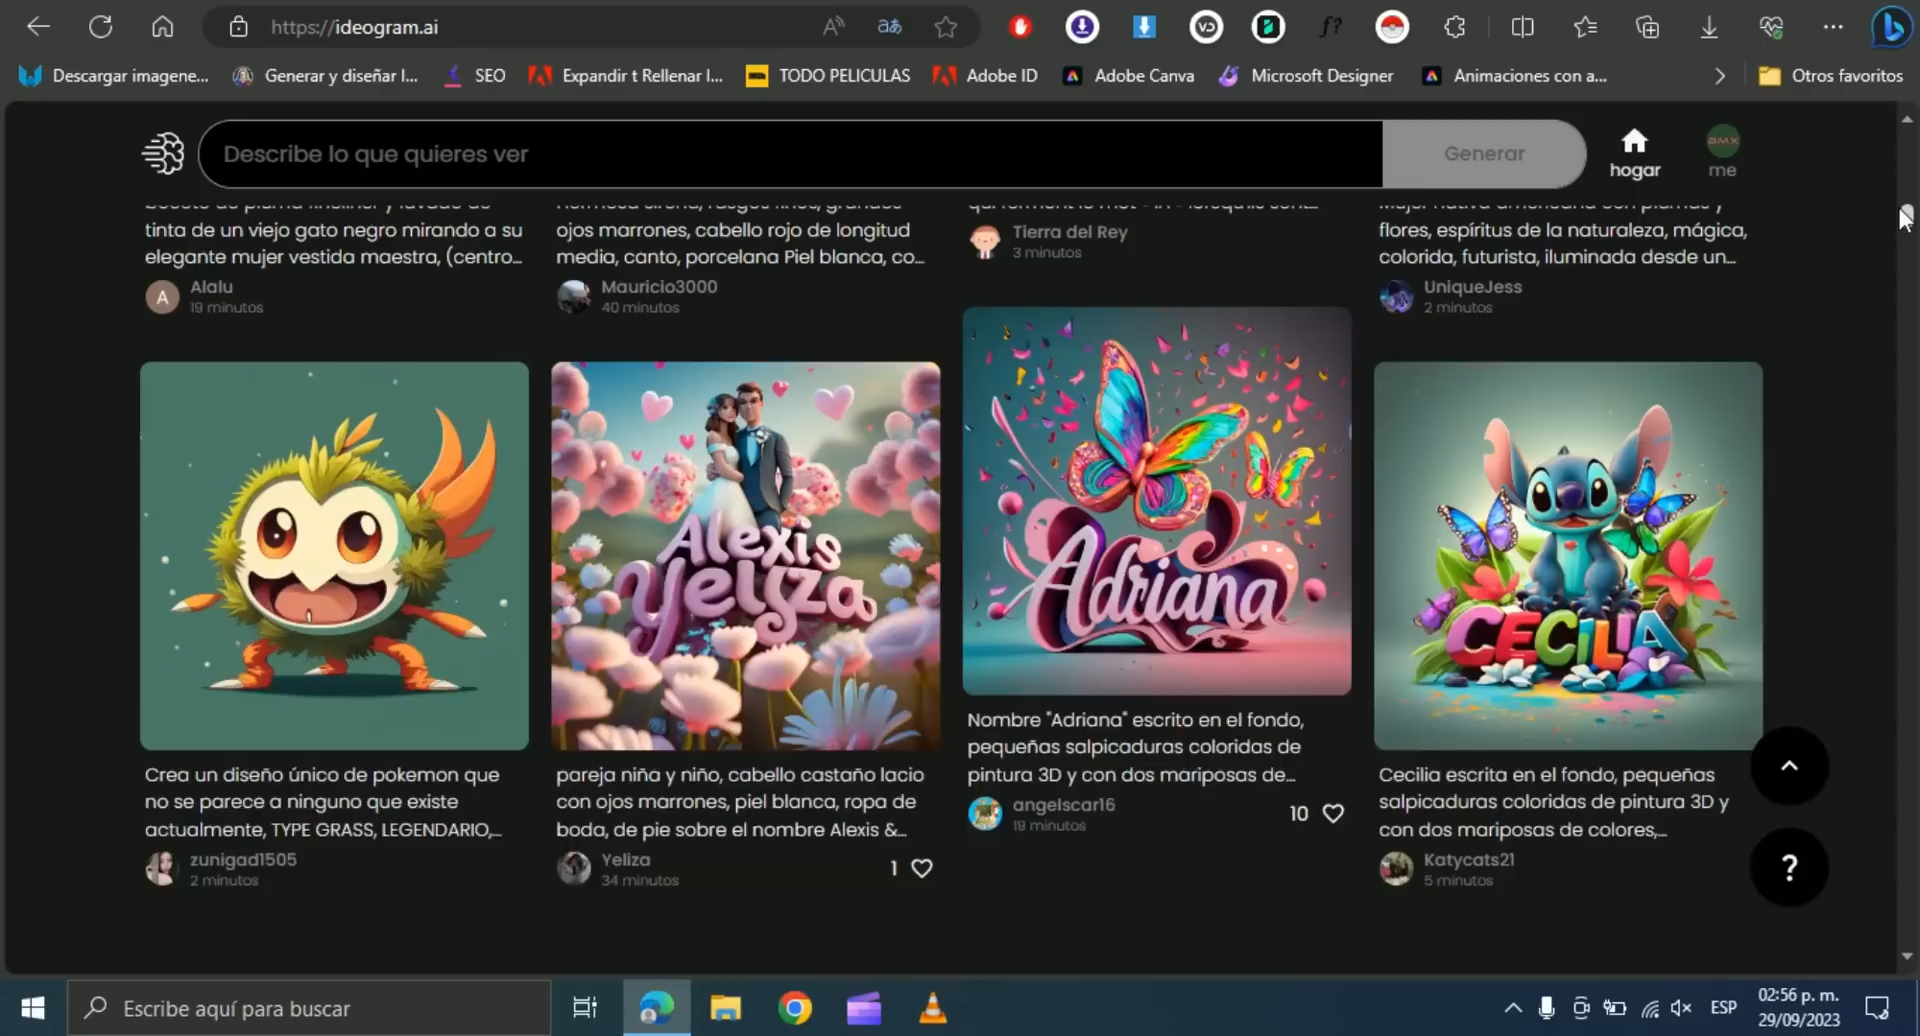 https://ideogram.ai
Descargar imagene...
Generar y diseñar l...
SEO
Expandir t Rellenar l...
TODO PELICULAS
Adobe ID
Adobe Canva
Microsoft Designer
Animaciones con a...
Otros favoritos
Describe lo que quieres ver
Generar
hogar
me
tinta de un viejo gato negro mirando a su
elegante mujer vestida maestra, (centro...
Alalu
19 minutos
ojos marrones, cabello rojo de longitud
media, canto, porcelana Piel blanca, co...
Mauricio3000
40 minutos
Tierra del Rey
3 minutos
flores, espíritus de la naturaleza, mágica,
colorida, futurista, iluminada desde un...
UniqueJess
2 minutos
Alexis
Yeliza
Adriana
CECILIA
Crea un diseño único de pokemon que
no se parece a ninguno que existe
actualmente, TYPE GRASS, LEGENDARIO,...
zunigad1505
2 minutos
pareja niña y niño, cabello castaño lacio
con ojos marrones, piel blanca, ropa de
boda, de pie sobre el nombre Alexis &...
Yeliza
34 minutos
1
Nombre "Adriana" escrito en el fondo,
pequeñas salpicaduras coloridas de
pintura 3D y con dos mariposas de...
angelscar16
19 minutos
10
Cecilia escrita en el fondo, pequeñas
salpicaduras coloridas de pintura 3D y
con dos mariposas de colores,...
Katycats21
5 minutos
?
Escribe aquí para buscar
ESP
02:56 p. m.
29/09/2023